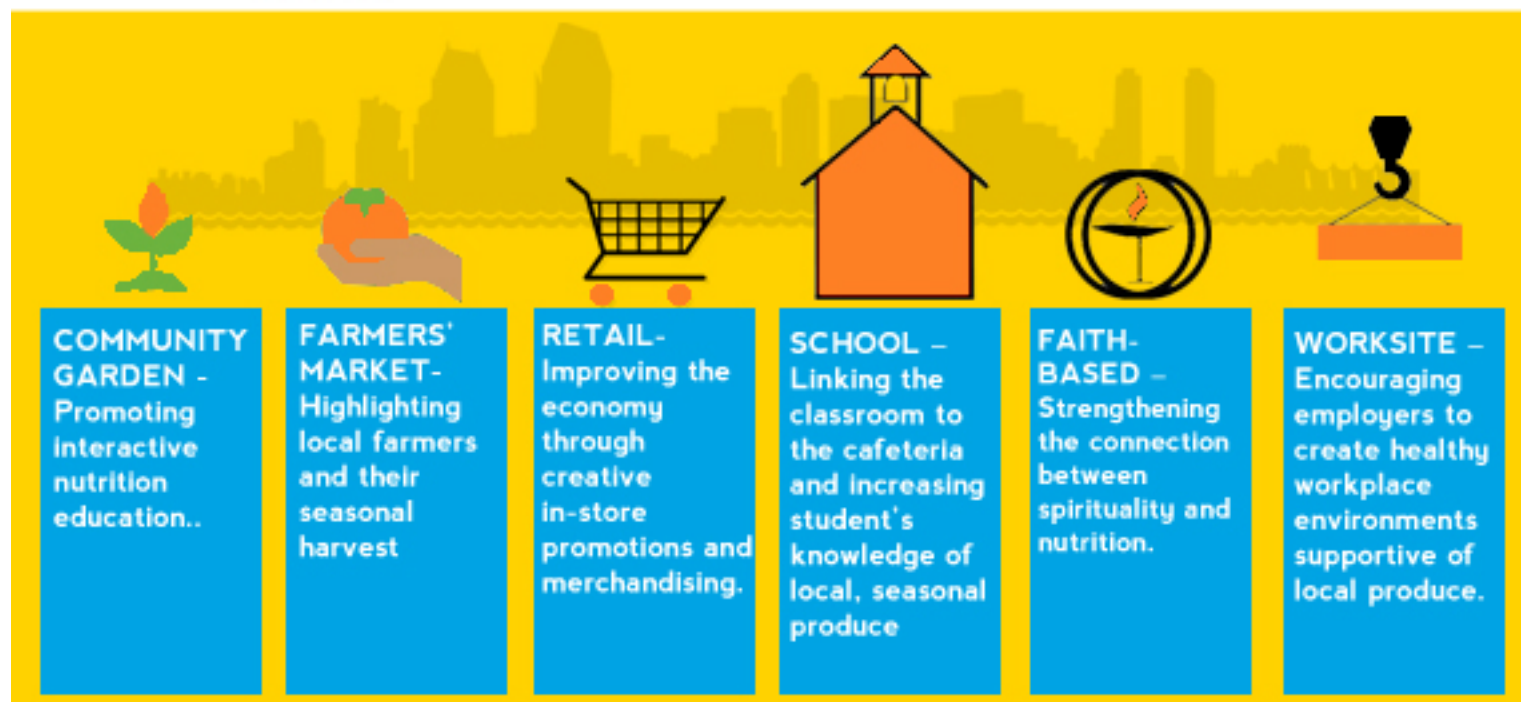 COMMUNITY
GARDEN -
Promoting
interactive
nutrition
education..
FARMERS'
MARKET-
Highlighting
local farmers
and their
seasonal
harvest
RETAIL-
Improving the
economy
through
creative
in-store
promotions and
merchandising.
SCHOOL –
Linking the
classroom to
the cafeteria
and increasing
student's
knowledge of
local, seasonal
produce
FAITH-
BASED –
Strengthening
the connection
between
spirituality and
nutrition.
WORKSITE –
Encouraging
employers to
create healthy
workplace
environments
supportive of
local produce.